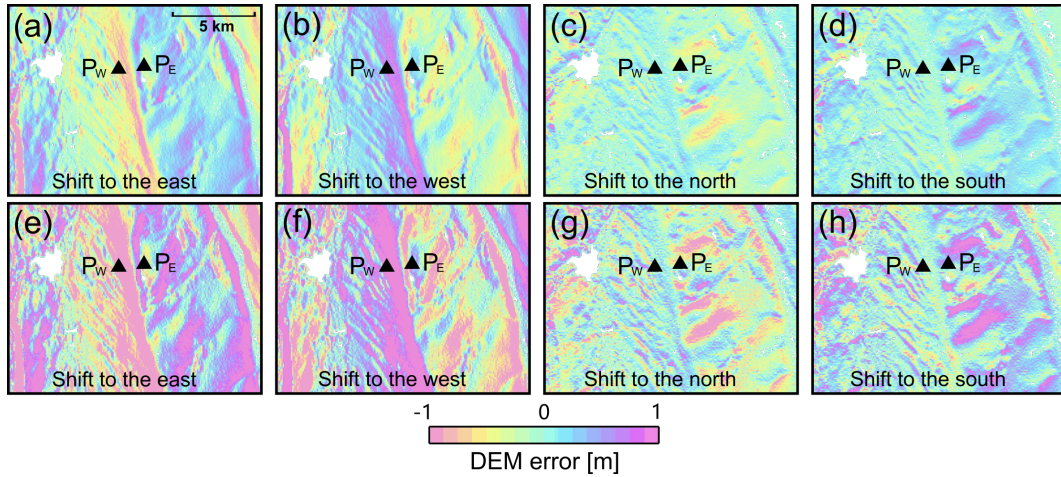 (a)
5 km
PW
PE
Shift to the east
(b)
PW
PE
Shift to the west
(c)
PW
PE
Shift to the north
(d)
PW
PE
Shift to the south
(e)
PW
PE
Shift to the east
(f)
PW
PE
Shift to the west
(g)
PW
PE
Shift to the north
(h)
PW
PE
Shift to the south
-1 0 1
DEM error [m]